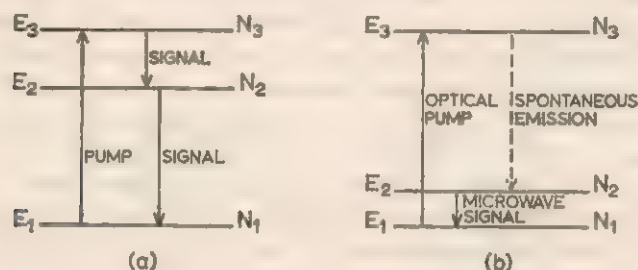 E3 N3
SIGNAL
E2 N2
PUMP SIGNAL
E1 N1
(a)
E3 N3
OPTICAL PUMP
SPONTANEOUS EMISSION
E2 N2
MICROWAVE SIGNAL
E1 N1
(b)